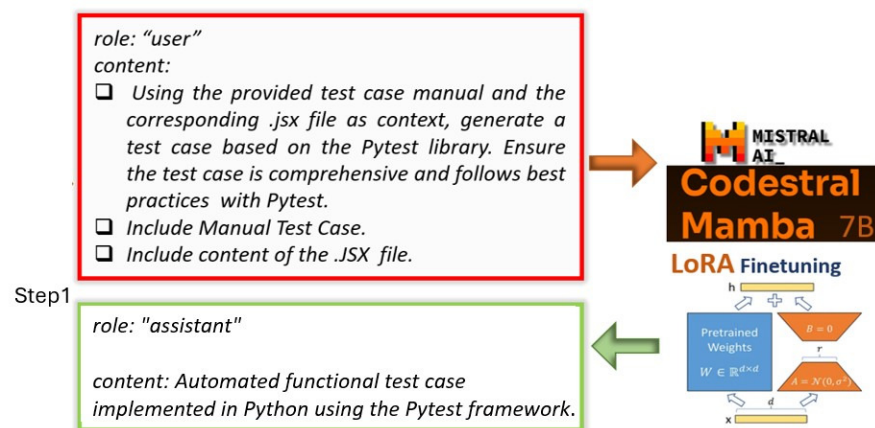 role: “user”
content:
❑ Using the provided test case manual and the
corresponding .jsx file as context, generate a
test case based on the Pytest library. Ensure
the test case is comprehensive and follows best
practices with Pytest.
❑ Include Manual Test Case.
❑ Include content of the .JSX file.
MISTRAL
AI_
Codestral
Mamba 7B
LoRA Finetuning
h
Pretrained
Weights
W ∈ ℝ^{d×d}
B = 0
r
A = 𝒩(0, σ²)
d
x
Step1
role: "assistant"
content: Automated functional test case
implemented in Python using the Pytest framework.